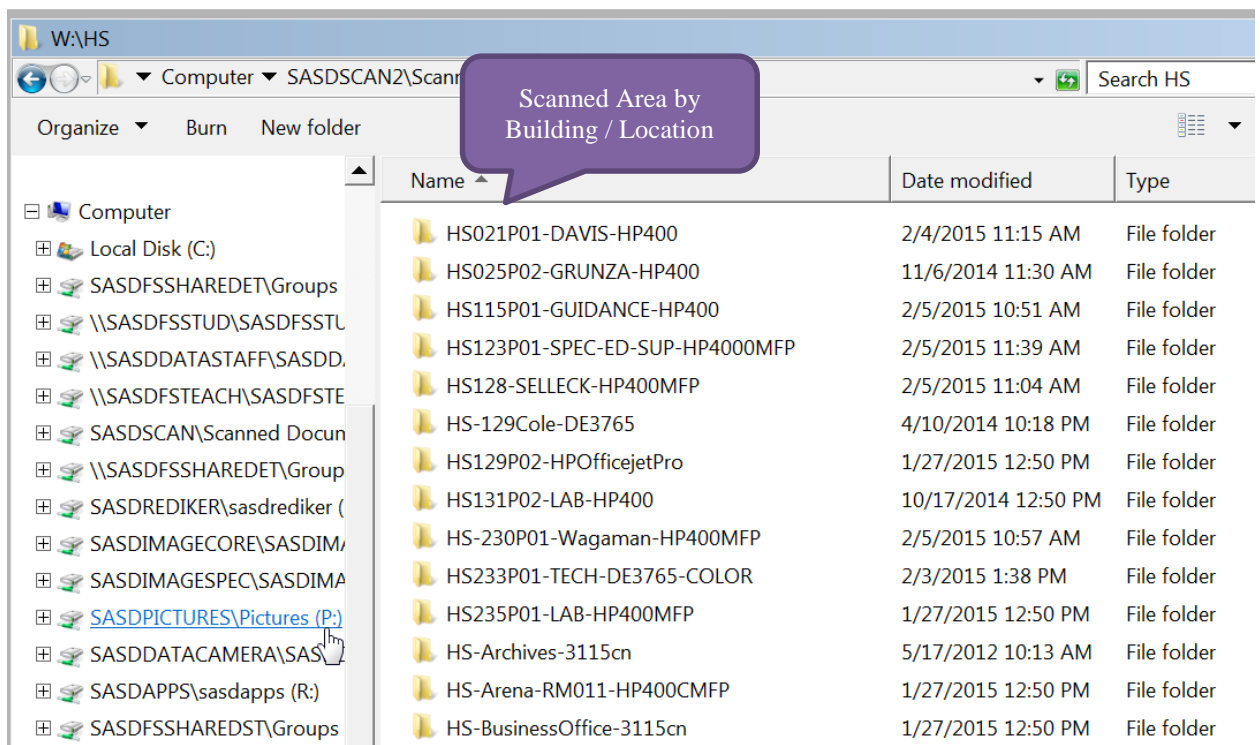 W:\HS
Computer SASDSCAN2\Scann
Search HS
Scanned Area by
Building / Location
Organize Burn New folder
Name Date modified Type
Computer
Local Disk (C:)
SASDFSSHAREDET\Groups
\\SASDFSSTUD\SASDFSSTU
\\SASDDATASTAFF\SASDDA
\\SASDFSTEACH\SASDFSTE
SASDSCAN\Scanned Docum
\\SASDFSSHAREDET\Group
SASDREDIKER\sasdrediker (
SASDIMAGECORE\SASDIMA
SASDIMAGESPEC\SASDIMA
SASDPICTURES\Pictures (P:)
SASDDATACAMERA\SAS
SASDAPPS\sasdapps (R:)
SASDFSSHAREDST\Groups
HS021P01-DAVIS-HP400 2/4/2015 11:15 AM File folder
HS025P02-GRUNZA-HP400 11/6/2014 11:30 AM File folder
HS115P01-GUIDANCE-HP400 2/5/2015 10:51 AM File folder
HS123P01-SPEC-ED-SUP-HP4000MFP 2/5/2015 11:39 AM File folder
HS128-SELLECK-HP400MFP 2/5/2015 11:04 AM File folder
HS-129Cole-DE3765 4/10/2014 10:18 PM File folder
HS129P02-HPOfficejetPro 1/27/2015 12:50 PM File folder
HS131P02-LAB-HP400 10/17/2014 12:50 PM File folder
HS-230P01-Wagaman-HP400MFP 2/5/2015 10:57 AM File folder
HS233P01-TECH-DE3765-COLOR 2/3/2015 1:38 PM File folder
HS235P01-LAB-HP400MFP 1/27/2015 12:50 PM File folder
HS-Archives-3115cn 5/17/2012 10:13 AM File folder
HS-Arena-RM011-HP400CMFP 1/27/2015 12:50 PM File folder
HS-BusinessOffice-3115cn 1/27/2015 12:50 PM File folder